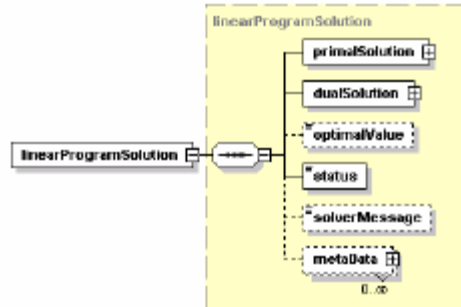 linearProgramSolution
primalSolution
dualSolution
optimalValue
linearProgramSolution
status
solverMessage
metaData
0..∞